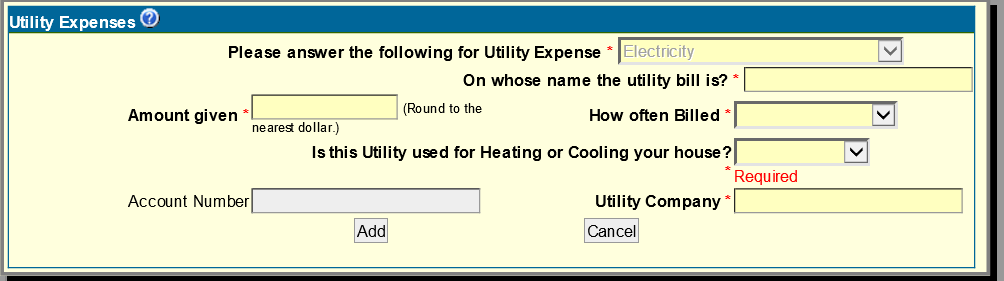 Utility Expenses ?
Please answer the following for Utility Expense * Electricity
On whose name the utility bill is? *
Amount given * (Round to the nearest dollar.)
How often Billed *
Is this Utility used for Heating or Cooling your house?
* Required
Account Number
Utility Company *
Add
Cancel